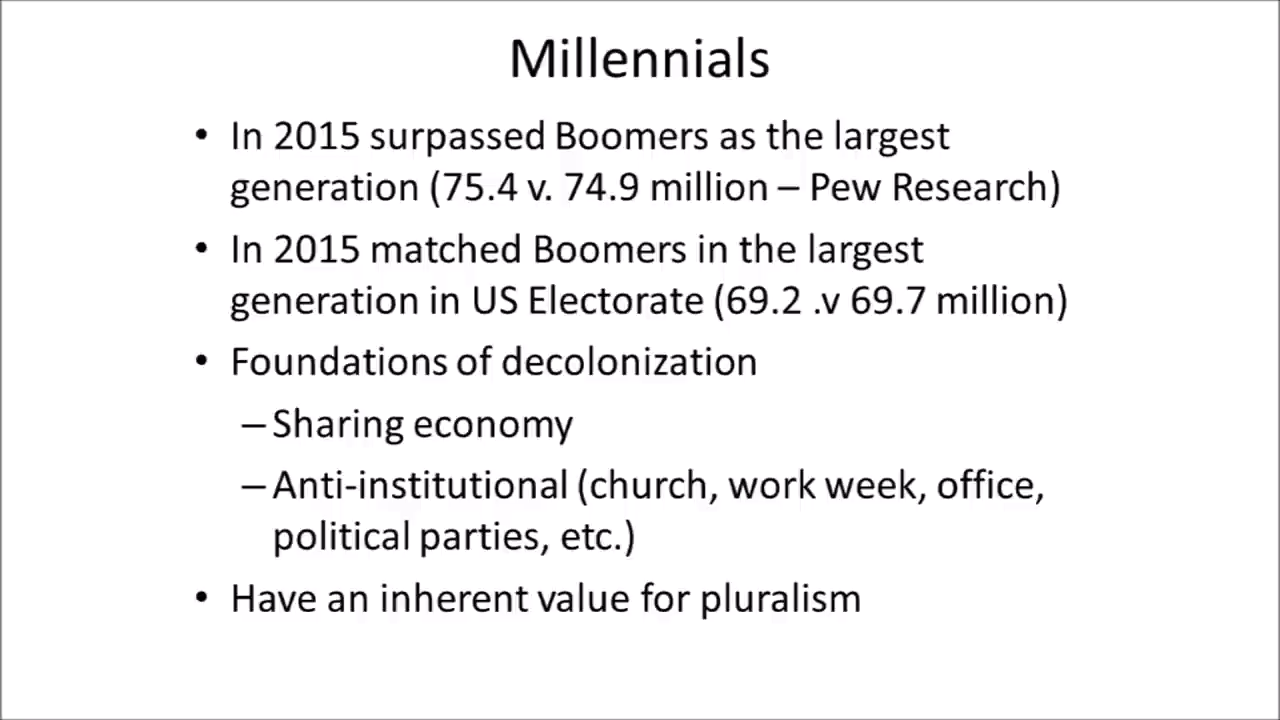 Millennials
• In 2015 surpassed Boomers as the largest
generation (75.4 v. 74.9 million – Pew Research)
• In 2015 matched Boomers in the largest
generation in US Electorate (69.2 .v 69.7 million)
• Foundations of decolonization
– Sharing economy
– Anti-institutional (church, work week, office,
political parties, etc.)
• Have an inherent value for pluralism